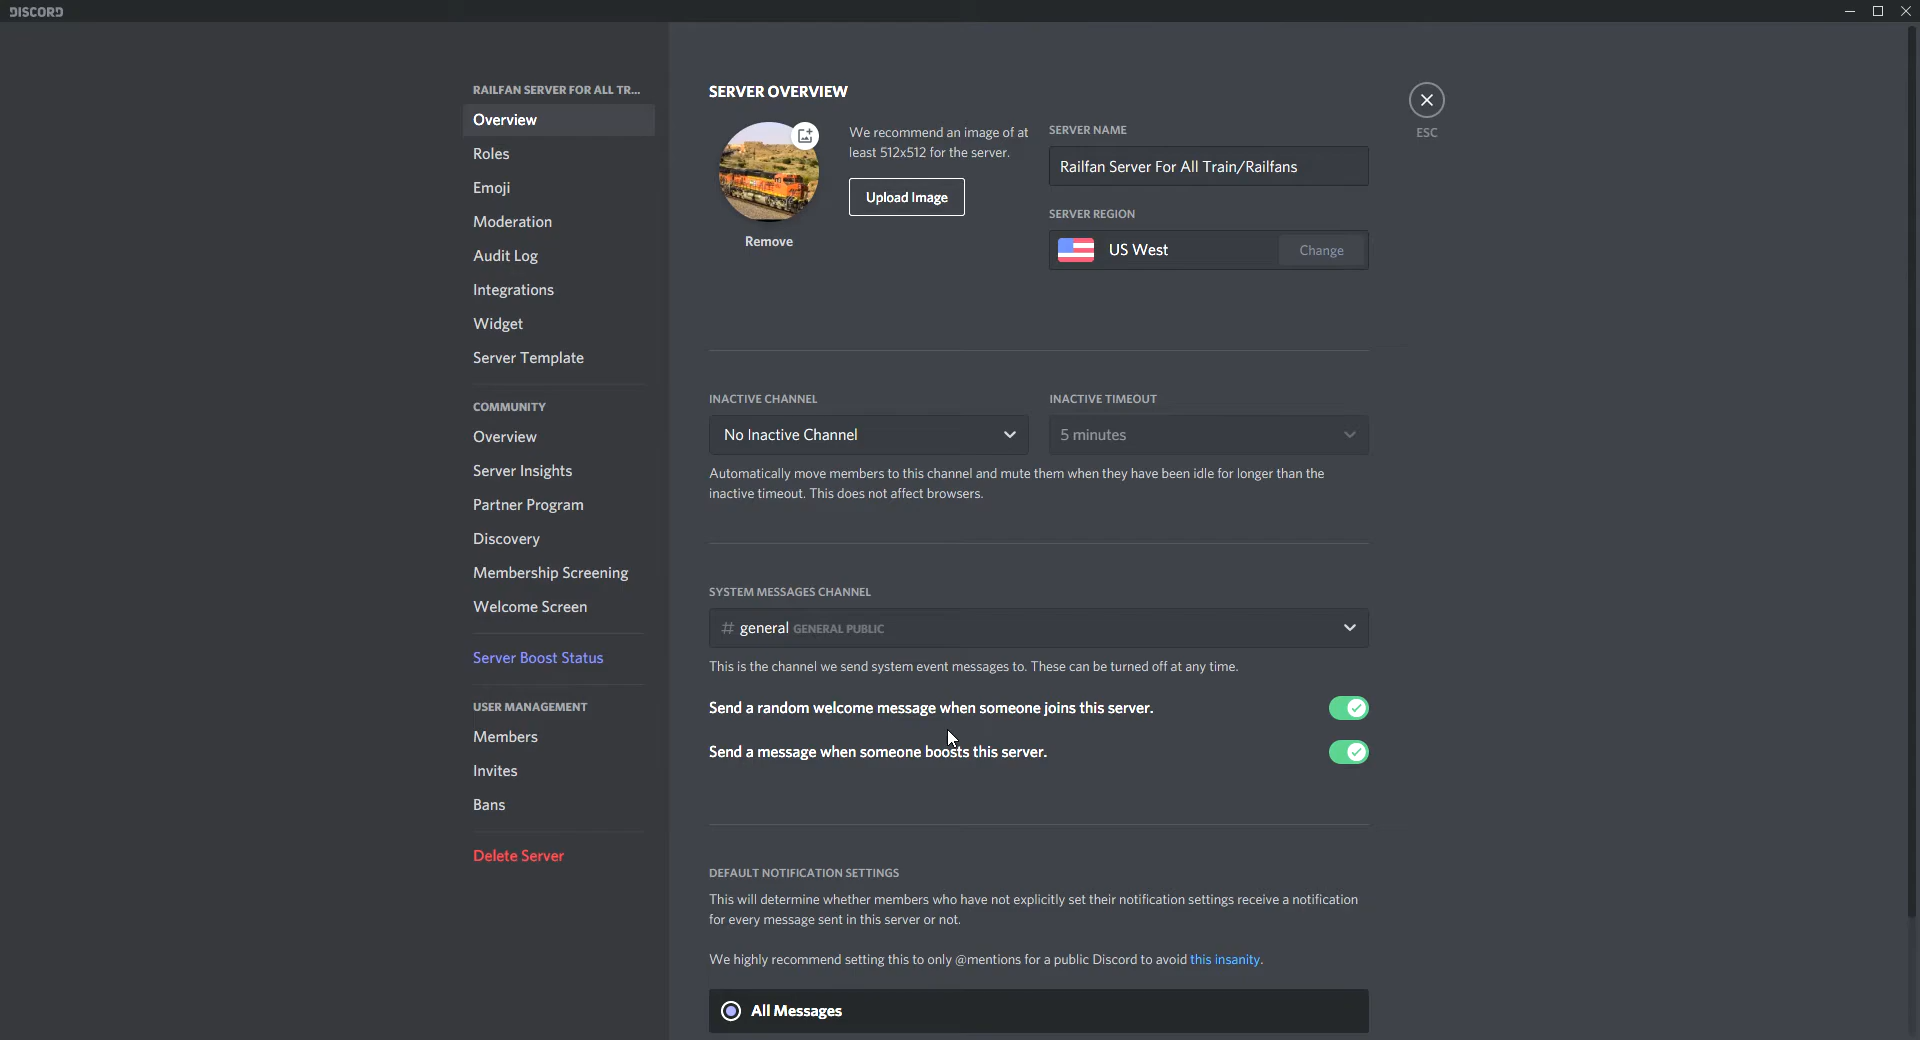 DISCORD
RAILFAN SERVER FOR ALL TR...
Overview
Roles
Emoji
Moderation
Audit Log
Integrations
Widget
Server Template
COMMUNITY
Overview
Server Insights
Partner Program
Discovery
Membership Screening
Welcome Screen
Server Boost Status
USER MANAGEMENT
Members
Invites
Bans
Delete Server
SERVER OVERVIEW
We recommend an image of at
least 512x512 for the server.
Upload Image
Remove
SERVER NAME
Railfan Server For All Train/Railfans
SERVER REGION
US West
Change
ESC
INACTIVE CHANNEL
No Inactive Channel
INACTIVE TIMEOUT
5 minutes
Automatically move members to this channel and mute them when they have been idle for longer than the
inactive timeout. This does not affect browsers.
SYSTEM MESSAGES CHANNEL
# general GENERAL PUBLIC
This is the channel we send system event messages to. These can be turned off at any time.
Send a random welcome message when someone joins this server.
Send a message when someone boosts this server.
DEFAULT NOTIFICATION SETTINGS
This will determine whether members who have not explicitly set their notification settings receive a notification
for every message sent in this server or not.
We highly recommend setting this to only @mentions for a public Discord to avoid this insanity.
All Messages